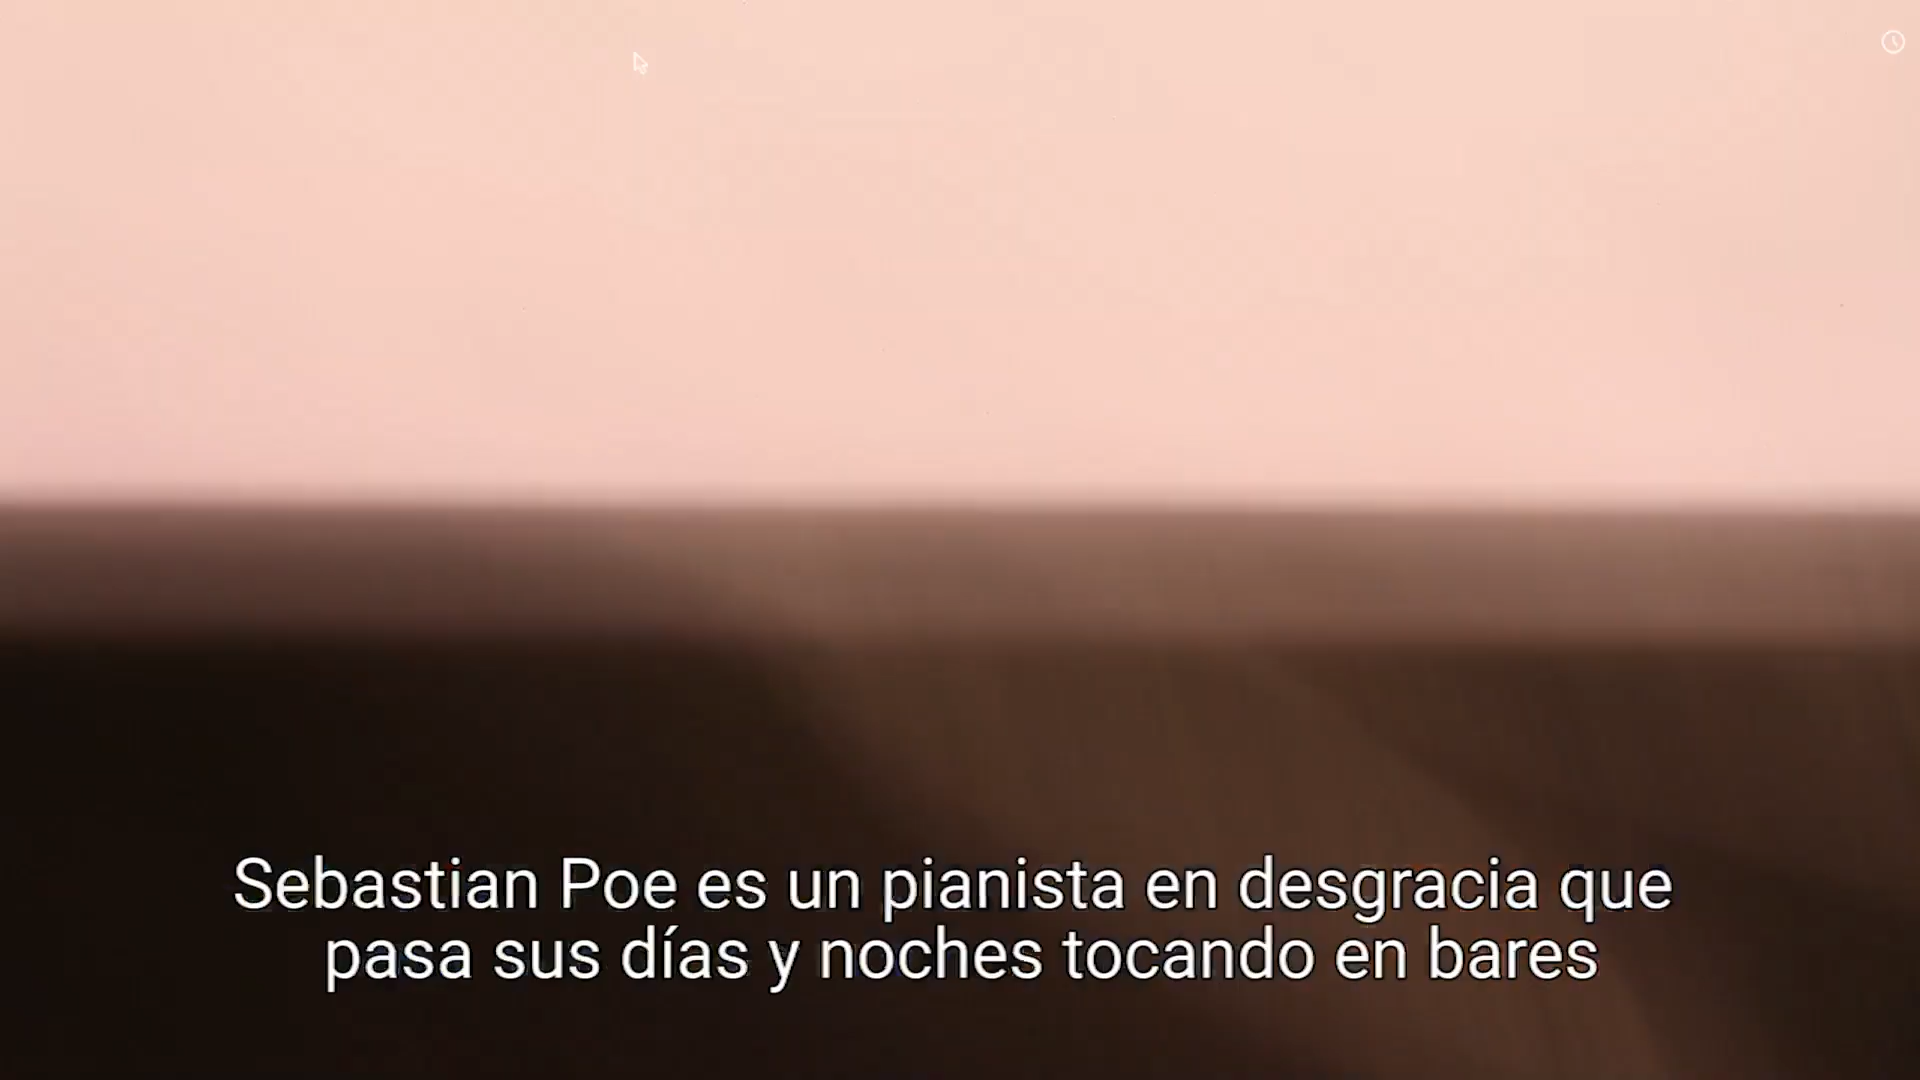 Sebastian Poe es un pianista en desgracia que
pasa sus días y noches tocando en bares